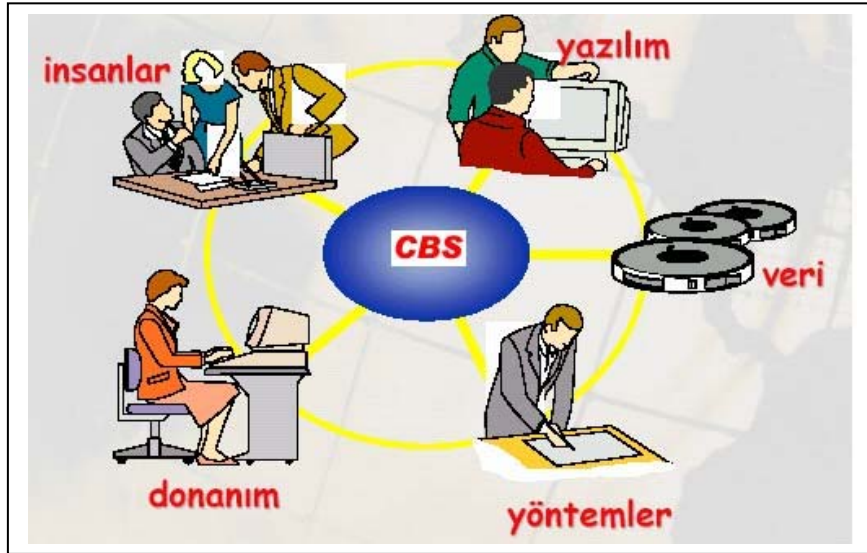 insanlar
yazılım
CBS
veri
donanım
yöntemler